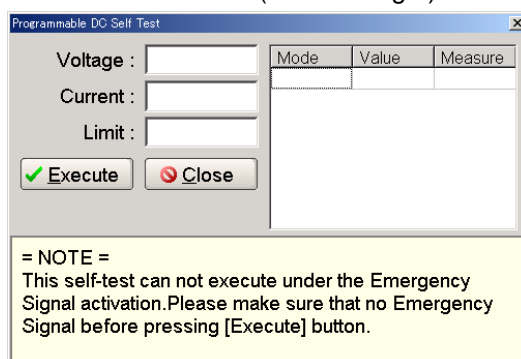 Programmable DC Self Test
Voltage :
Current :
Limit :
Execute Close
Mode Value Measure
= NOTE =
This self-test can not execute under the Emergency
Signal activation.Please make sure that no Emergency
Signal before pressing [Execute] button.